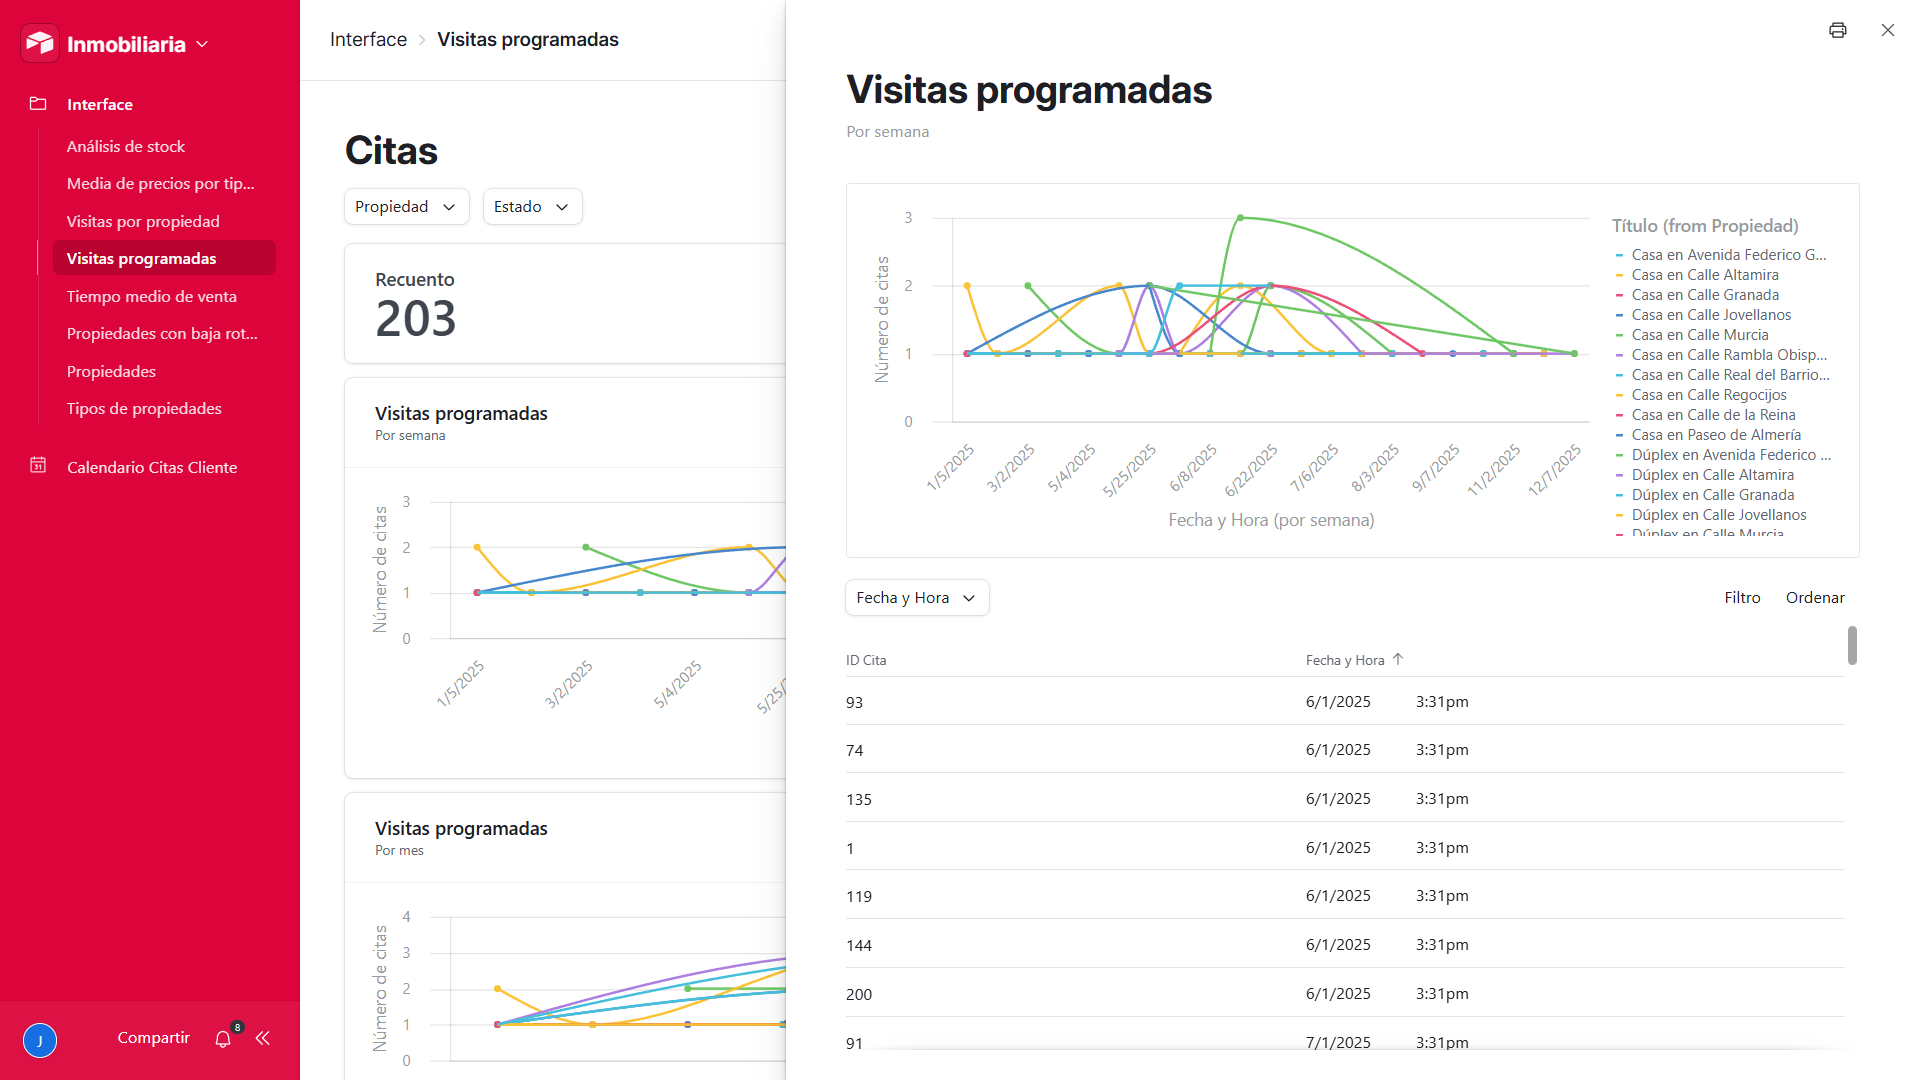 Inmobiliaria
Interface
Análisis de stock
Media de precios por tip...
Visitas por propiedad
Visitas programadas
Tiempo medio de venta
Propiedades con baja rot...
Propiedades
Tipos de propiedades
31
Calendario Citas Cliente
J
Compartir
8
Interface
Visitas programadas
Citas
Propiedad
Estado
Recuento
203
Visitas programadas
Por semana
Número de citas
3
2
1
0
1/5/2025
3/2/2025
5/4/2025
5/25/
Visitas programadas
Por mes
Número de citas
4
3
2
1
0
Visitas programadas
Por semana
Número de citas
3
2
1
0
1/5/2025
3/2/2025
5/4/2025
5/25/2025
6/8/2025
6/22/2025
7/6/2025
8/3/2025
9/7/2025
11/2/2025
12/7/2025
Fecha y Hora (por semana)
Título (from Propiedad)
Casa en Avenida Federico G...
Casa en Calle Altamira
Casa en Calle Granada
Casa en Calle Jovellanos
Casa en Calle Murcia
Casa en Calle Rambla Obisp...
Casa en Calle Real del Barrio...
Casa en Calle Regocijos
Casa en Calle de la Reina
Casa en Paseo de Almería
Dúplex en Avenida Federico ...
Dúplex en Calle Altamira
Dúplex en Calle Granada
Dúplex en Calle Jovellanos
Dúplex en Calle Murcia
Fecha y Hora
Filtro
Ordenar
ID Cita
Fecha y Hora
93 6/1/2025 3:31pm
74 6/1/2025 3:31pm
135 6/1/2025 3:31pm
1 6/1/2025 3:31pm
119 6/1/2025 3:31pm
144 6/1/2025 3:31pm
200 6/1/2025 3:31pm
91 7/1/2025 3:31pm